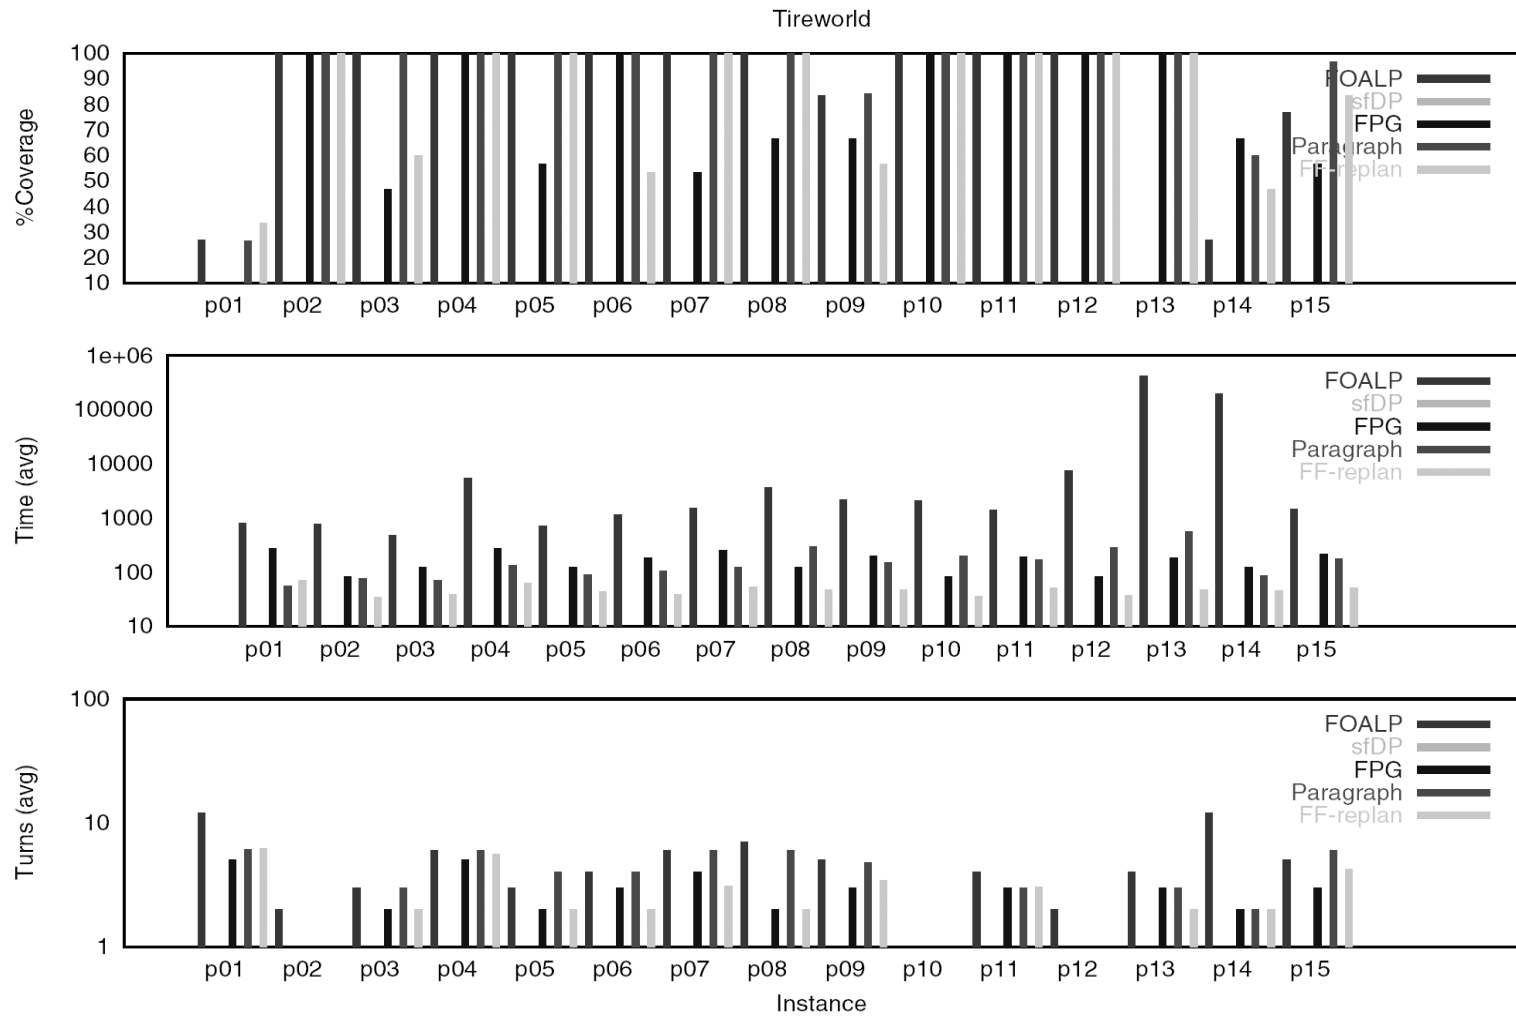 Tireworld
%Coverage
100
90
80
70
60
50
40
30
20
10
FOALP
sfDP
FPG
Paragraph
FF-replan
p01 p02 p03 p04 p05 p06 p07 p08 p09 p10 p11 p12 p13 p14 p15
Time (avg)
1e+06
100000
10000
1000
100
10
FOALP
sfDP
FPG
Paragraph
FF-replan
p01 p02 p03 p04 p05 p06 p07 p08 p09 p10 p11 p12 p13 p14 p15
Turns (avg)
100
10
1
FOALP
sfDP
FPG
Paragraph
FF-replan
p01 p02 p03 p04 p05 p06 p07 p08 p09 p10 p11 p12 p13 p14 p15
Instance